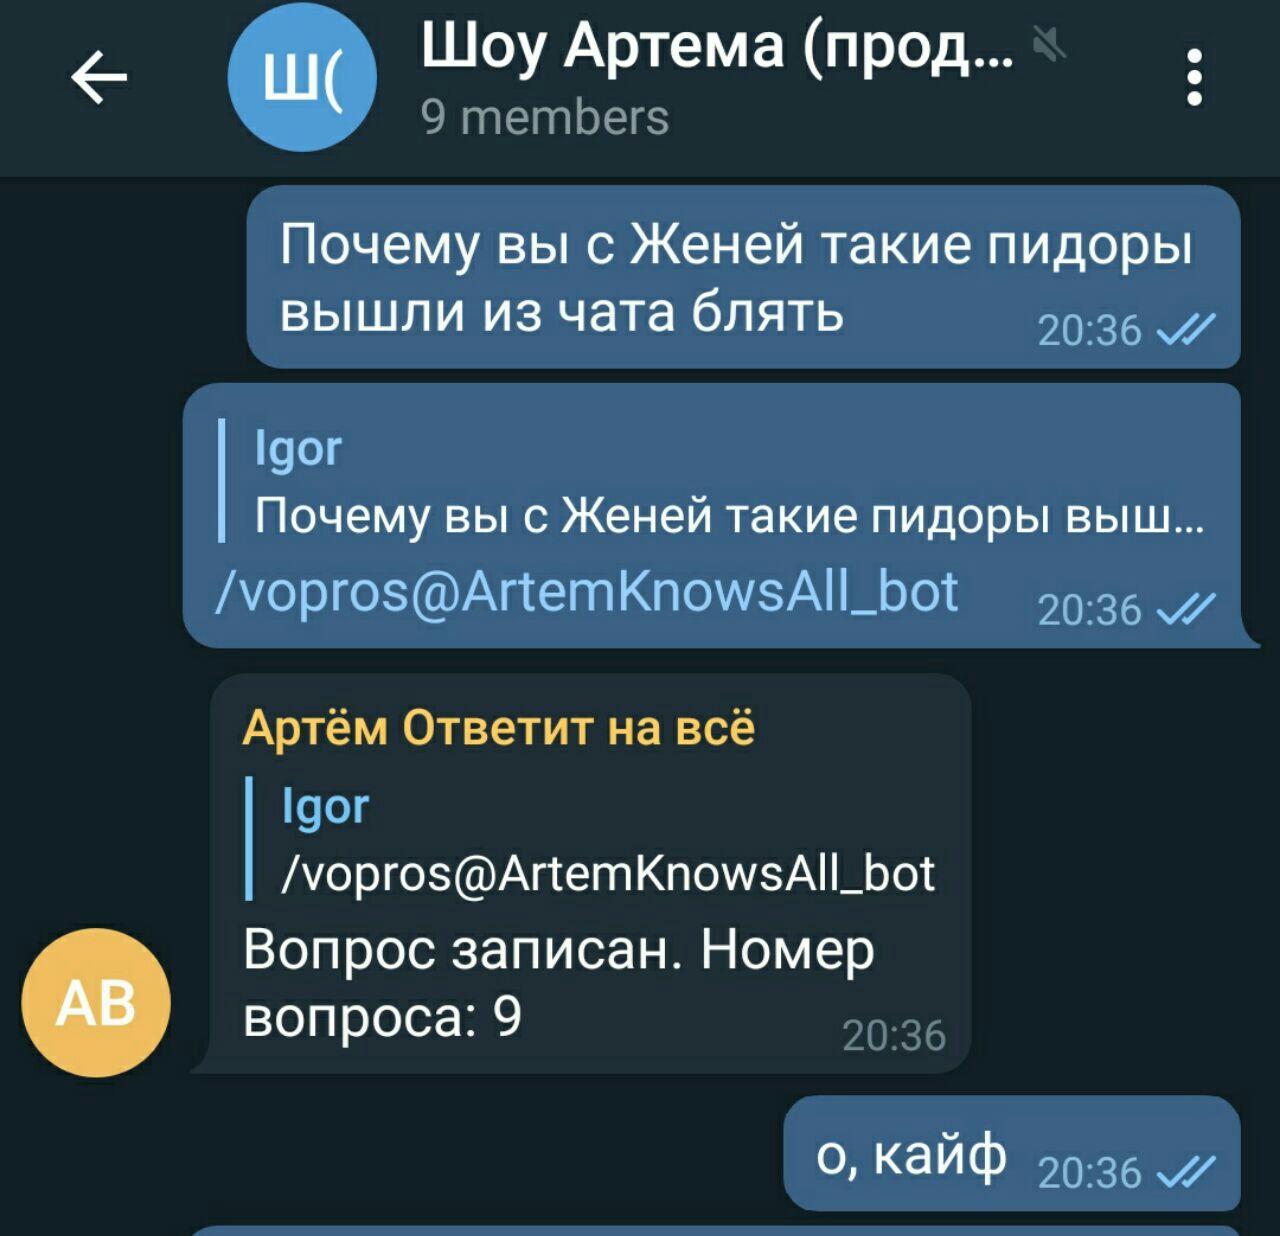 Ш(
Шоу Артема (прод...
9 members
Почему вы с Женей такие пидоры
вышли из чата блять
20:36
Igor
Почему вы с Женей такие пидоры выш...
/vopros@ArtemKnowsAll_bot
20:36
Артём Ответит на всё
Igor
/vopros@ArtemKnowsAll_bot
Вопрос записан. Номер
вопроса: 9
20:36
АВ
о, кайф
20:36